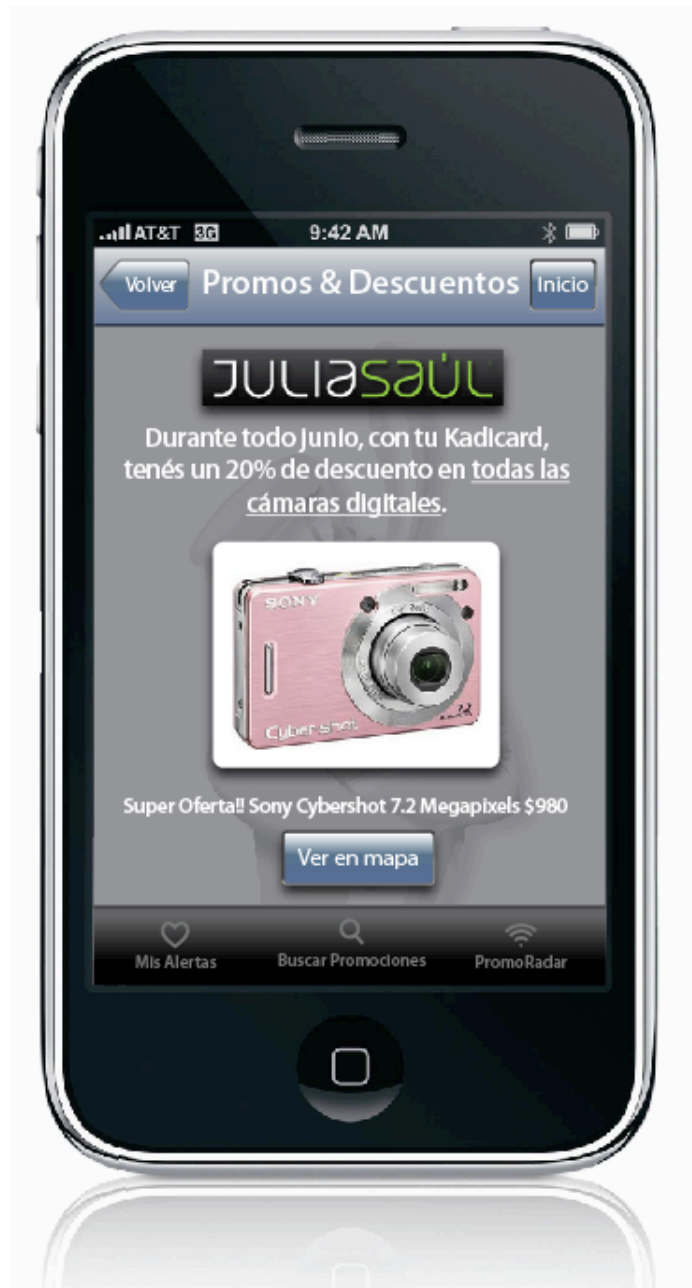 AT&T 3G 9:42 AM
Volver Promos & Descuentos Inicio
JULIASAÚL
Durante todo Junio, con tu Kadicard,
tenés un 20% de descuento en todas las
cámaras digitales.
SONY
Cyber-shot
7.2
Super Oferta!! Sony Cybershot 7.2 Megapixels $980
Ver en mapa
Mis Alertas Buscar Promociones PromoRadar